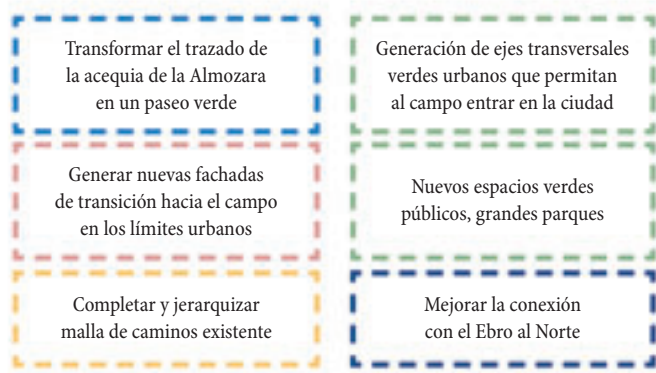 Transformar el trazado de
la acequia de la Almozara
en un paseo verde
Generación de ejes transversales
verdes urbanos que permitan
al campo entrar en la ciudad
Generar nuevas fachadas
de transición hacia el campo
en los límites urbanos
Nuevos espacios verdes
públicos, grandes parques
Completar y jerarquizar
malla de caminos existente
Mejorar la conexión
con el Ebro al Norte